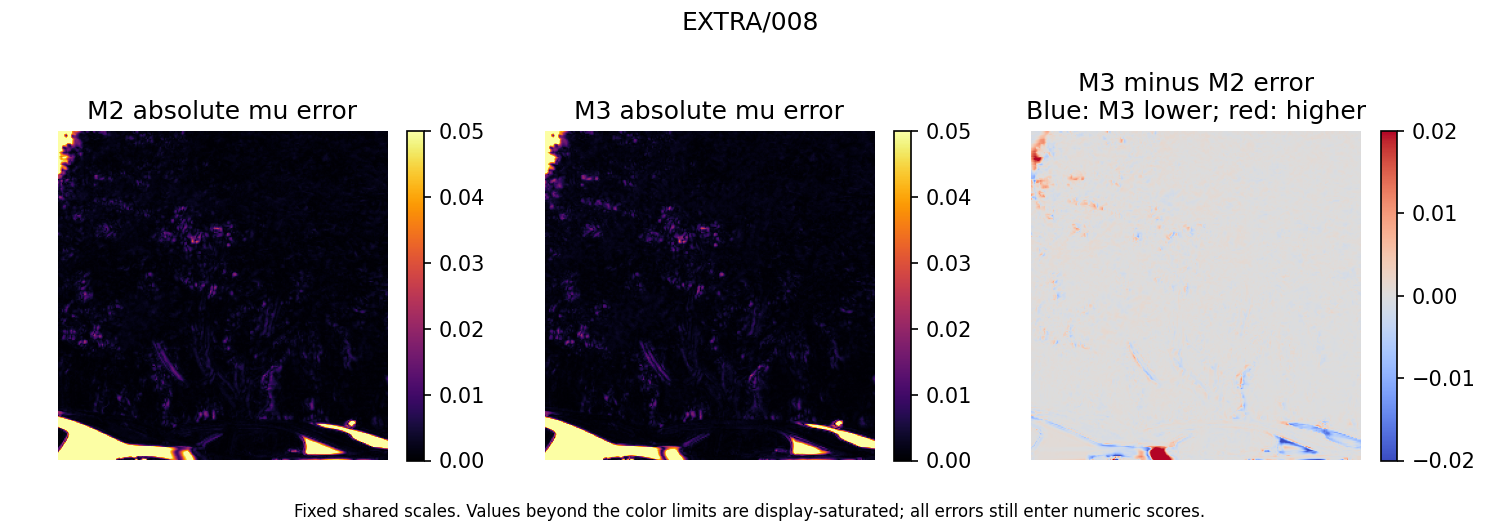 EXTRA/008
M2 absolute mu error
M3 absolute mu error
M3 minus M2 error
Blue: M3 lower; red: higher
0.05
0.04
0.03
0.02
0.01
0.00
0.05
0.04
0.03
0.02
0.01
0.00
0.02
0.01
0.00
−0.01
−0.02
Fixed shared scales. Values beyond the color limits are display-saturated; all errors still enter numeric scores.